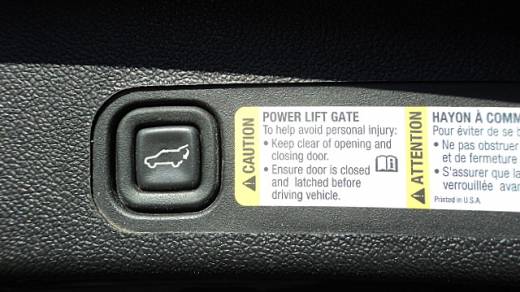 CAUTION
POWER LIFT GATE
To help avoid personal injury:
• Keep clear of opening and
closing door.
• Ensure door is closed
and latched before
driving vehicle.
ATTENTION
HAYON À COMM
Pour éviter de se b
• Ne pas obstruer
et de fermeture
• S'assurer que la
verrouillée avan
Printed in U.S.A.